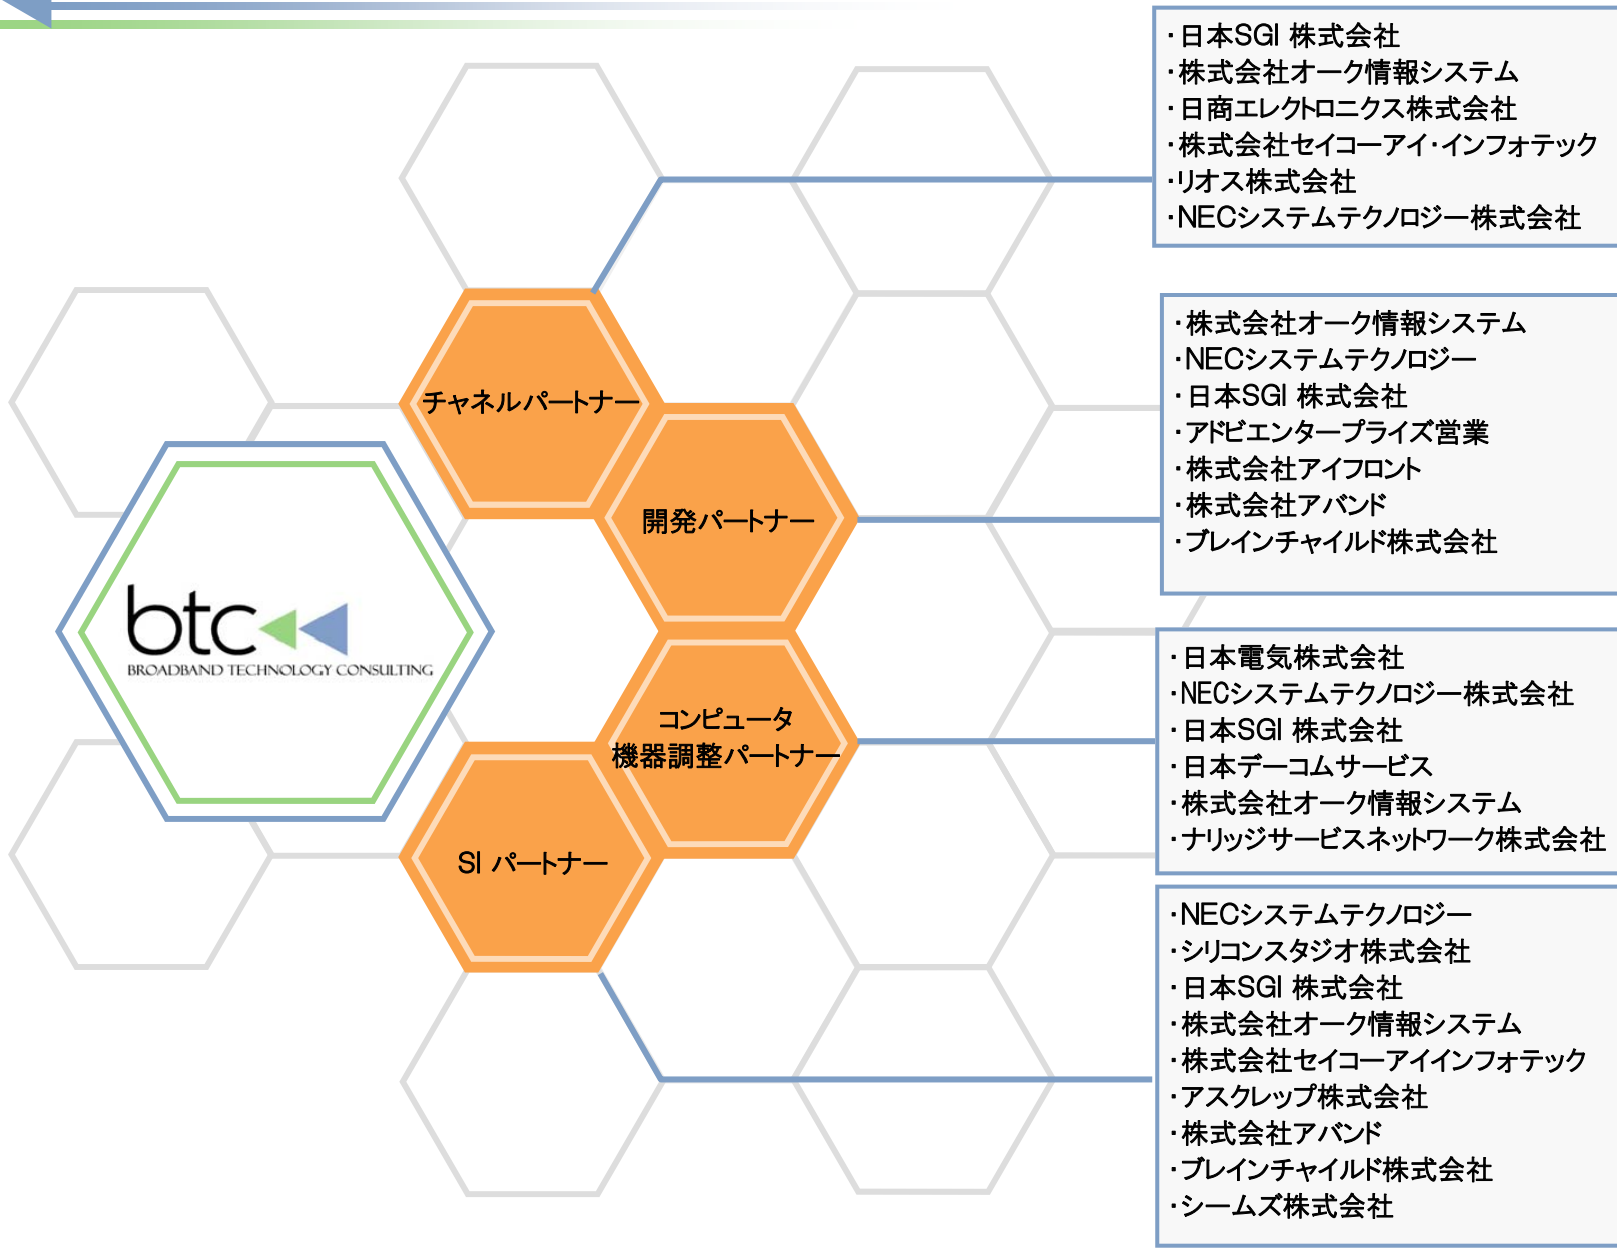 btc
BROADBAND TECHNOLOGY CONSULTING
チャネルパートナー
・日本SGI 株式会社
・株式会社オーク情報システム
・日商エレクトロニクス株式会社
・株式会社セイコーアイ・インフォテック
・リオス株式会社
・NECシステムテクノロジー株式会社
開発パートナー
・株式会社オーク情報システム
・NECシステムテクノロジー
・日本SGI 株式会社
・アドビエンタープライズ営業
・株式会社アイフロント
・株式会社アバンド
・ブレインチャイルド株式会社
コンピュータ
機器調整パートナー
・日本電気株式会社
・NECシステムテクノロジー株式会社
・日本SGI 株式会社
・日本データコムサービス
・株式会社オーク情報システム
・ナリッジサービスネットワーク株式会社
SI パートナー
・NECシステムテクノロジー
・シリコンスタジオ株式会社
・日本SGI 株式会社
・株式会社オーク情報システム
・株式会社セイコーアイインフォテック
・アスクレップ株式会社
・株式会社アバンド
・ブレインチャイルド株式会社
・シームズ株式会社